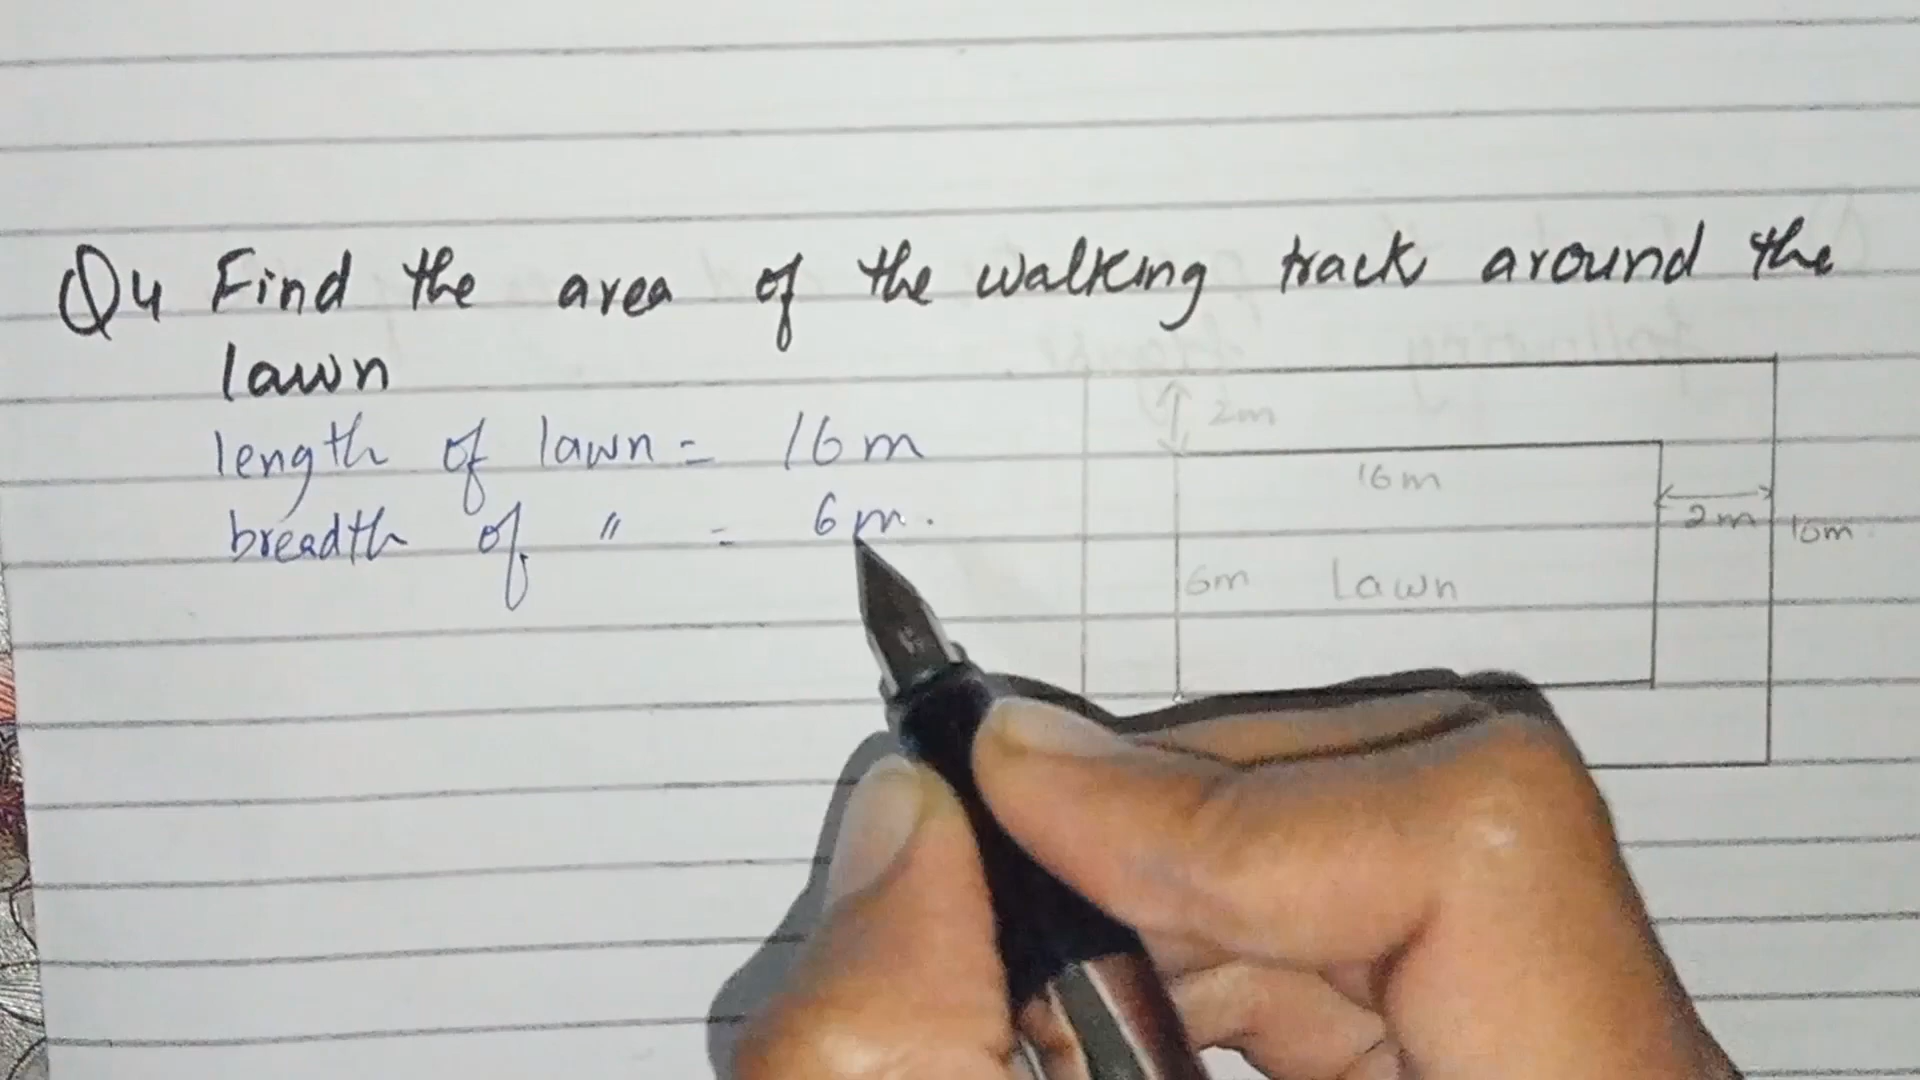 Q4 Find the area of the walking track around the
lawn
length of lawn = 16m
breadth of " = 6m.
2m
16m
2m
10m
6m Lawn